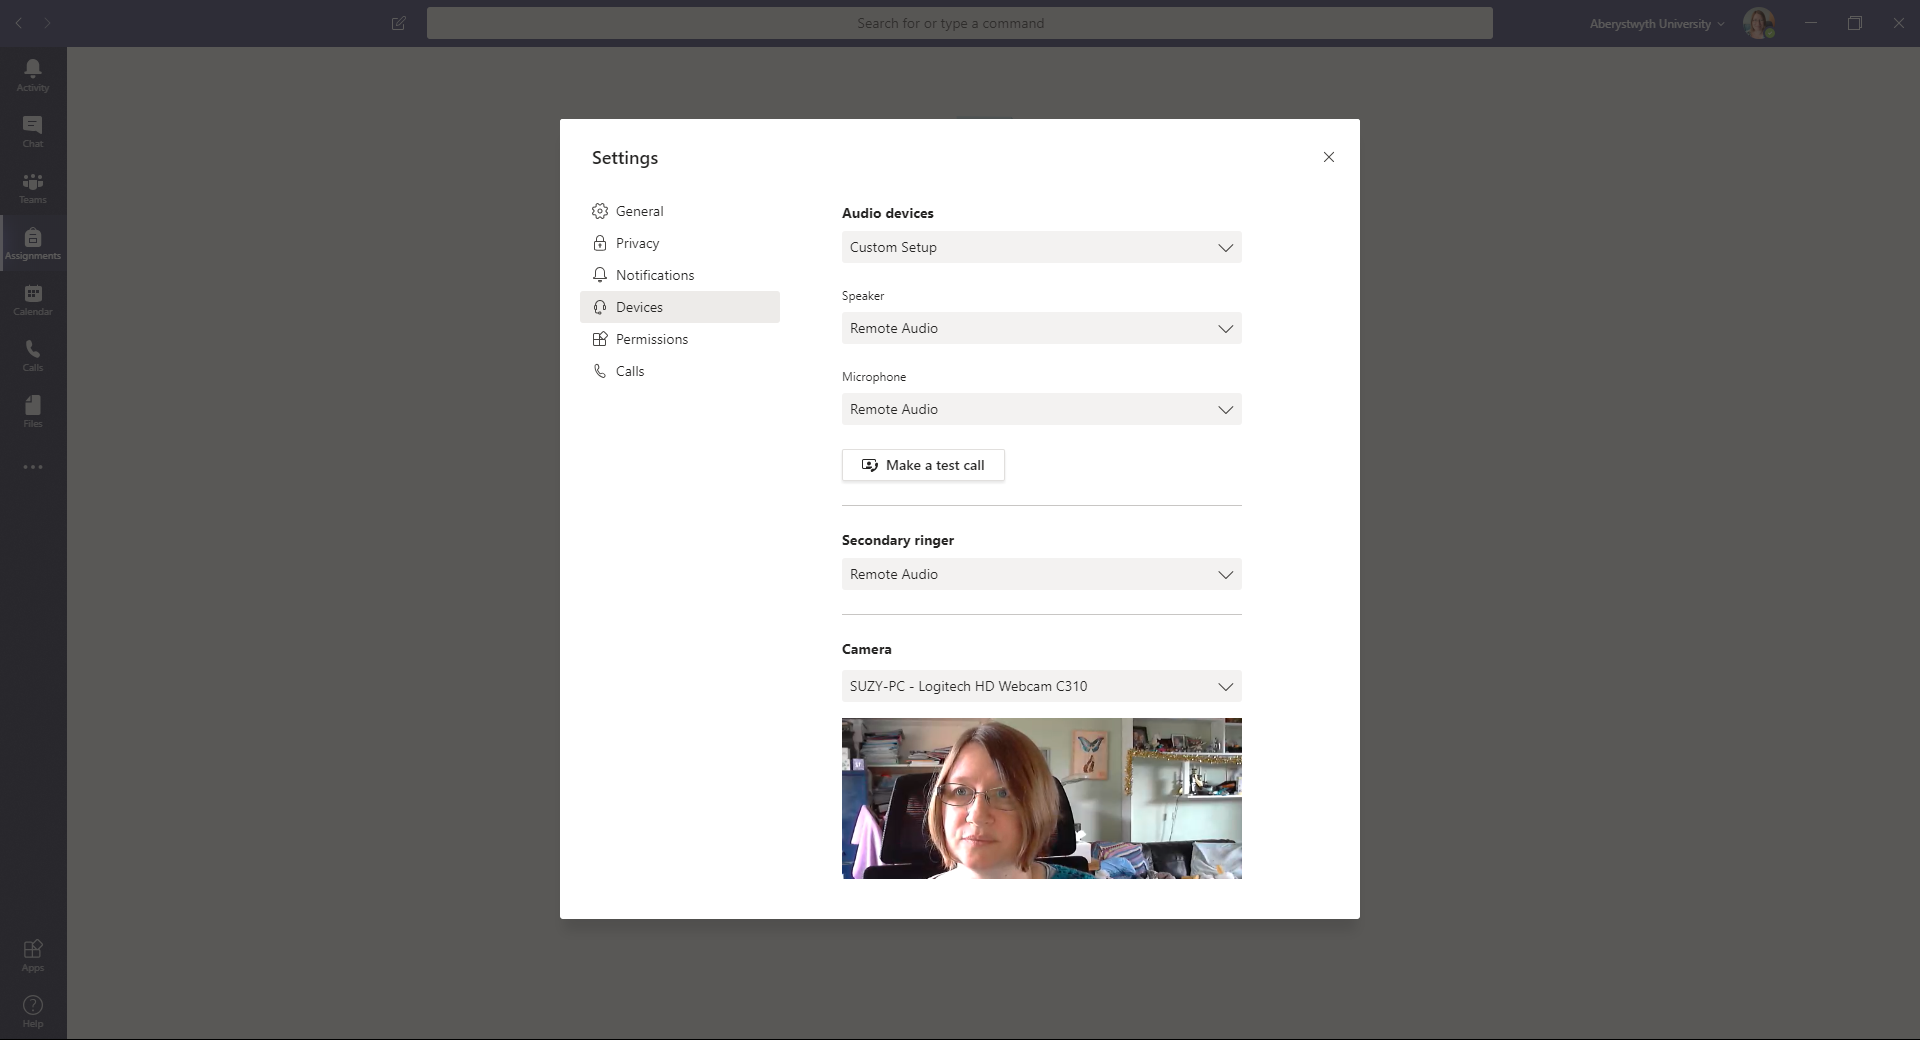 Search for or type a command
Aberystwyth University
Activity
Chat
Teams
Assignments
Calendar
Calls
Files
Apps
Help
Settings
General
Privacy
Notifications
Devices
Permissions
Calls
Audio devices
Custom Setup
Speaker
Remote Audio
Microphone
Remote Audio
Make a test call
Secondary ringer
Remote Audio
Camera
SUZY-PC - Logitech HD Webcam C310